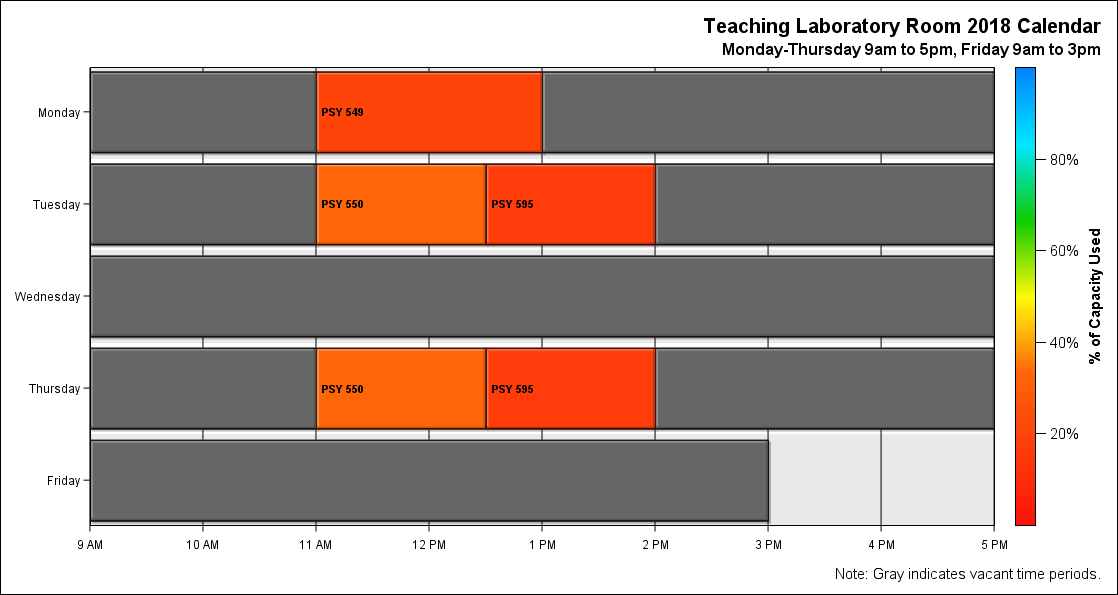 Teaching Laboratory Room 2018 Calendar
Monday-Thursday 9am to 5pm, Friday 9am to 3pm
Monday
PSY 549
Tuesday
PSY 550
PSY 595
Wednesday
Thursday
PSY 550
PSY 595
Friday
9 AM
10 AM
11 AM
12 PM
1 PM
2 PM
3 PM
4 PM
5 PM
80%
60%
40%
20%
% of Capacity Used
Note: Gray indicates vacant time periods.